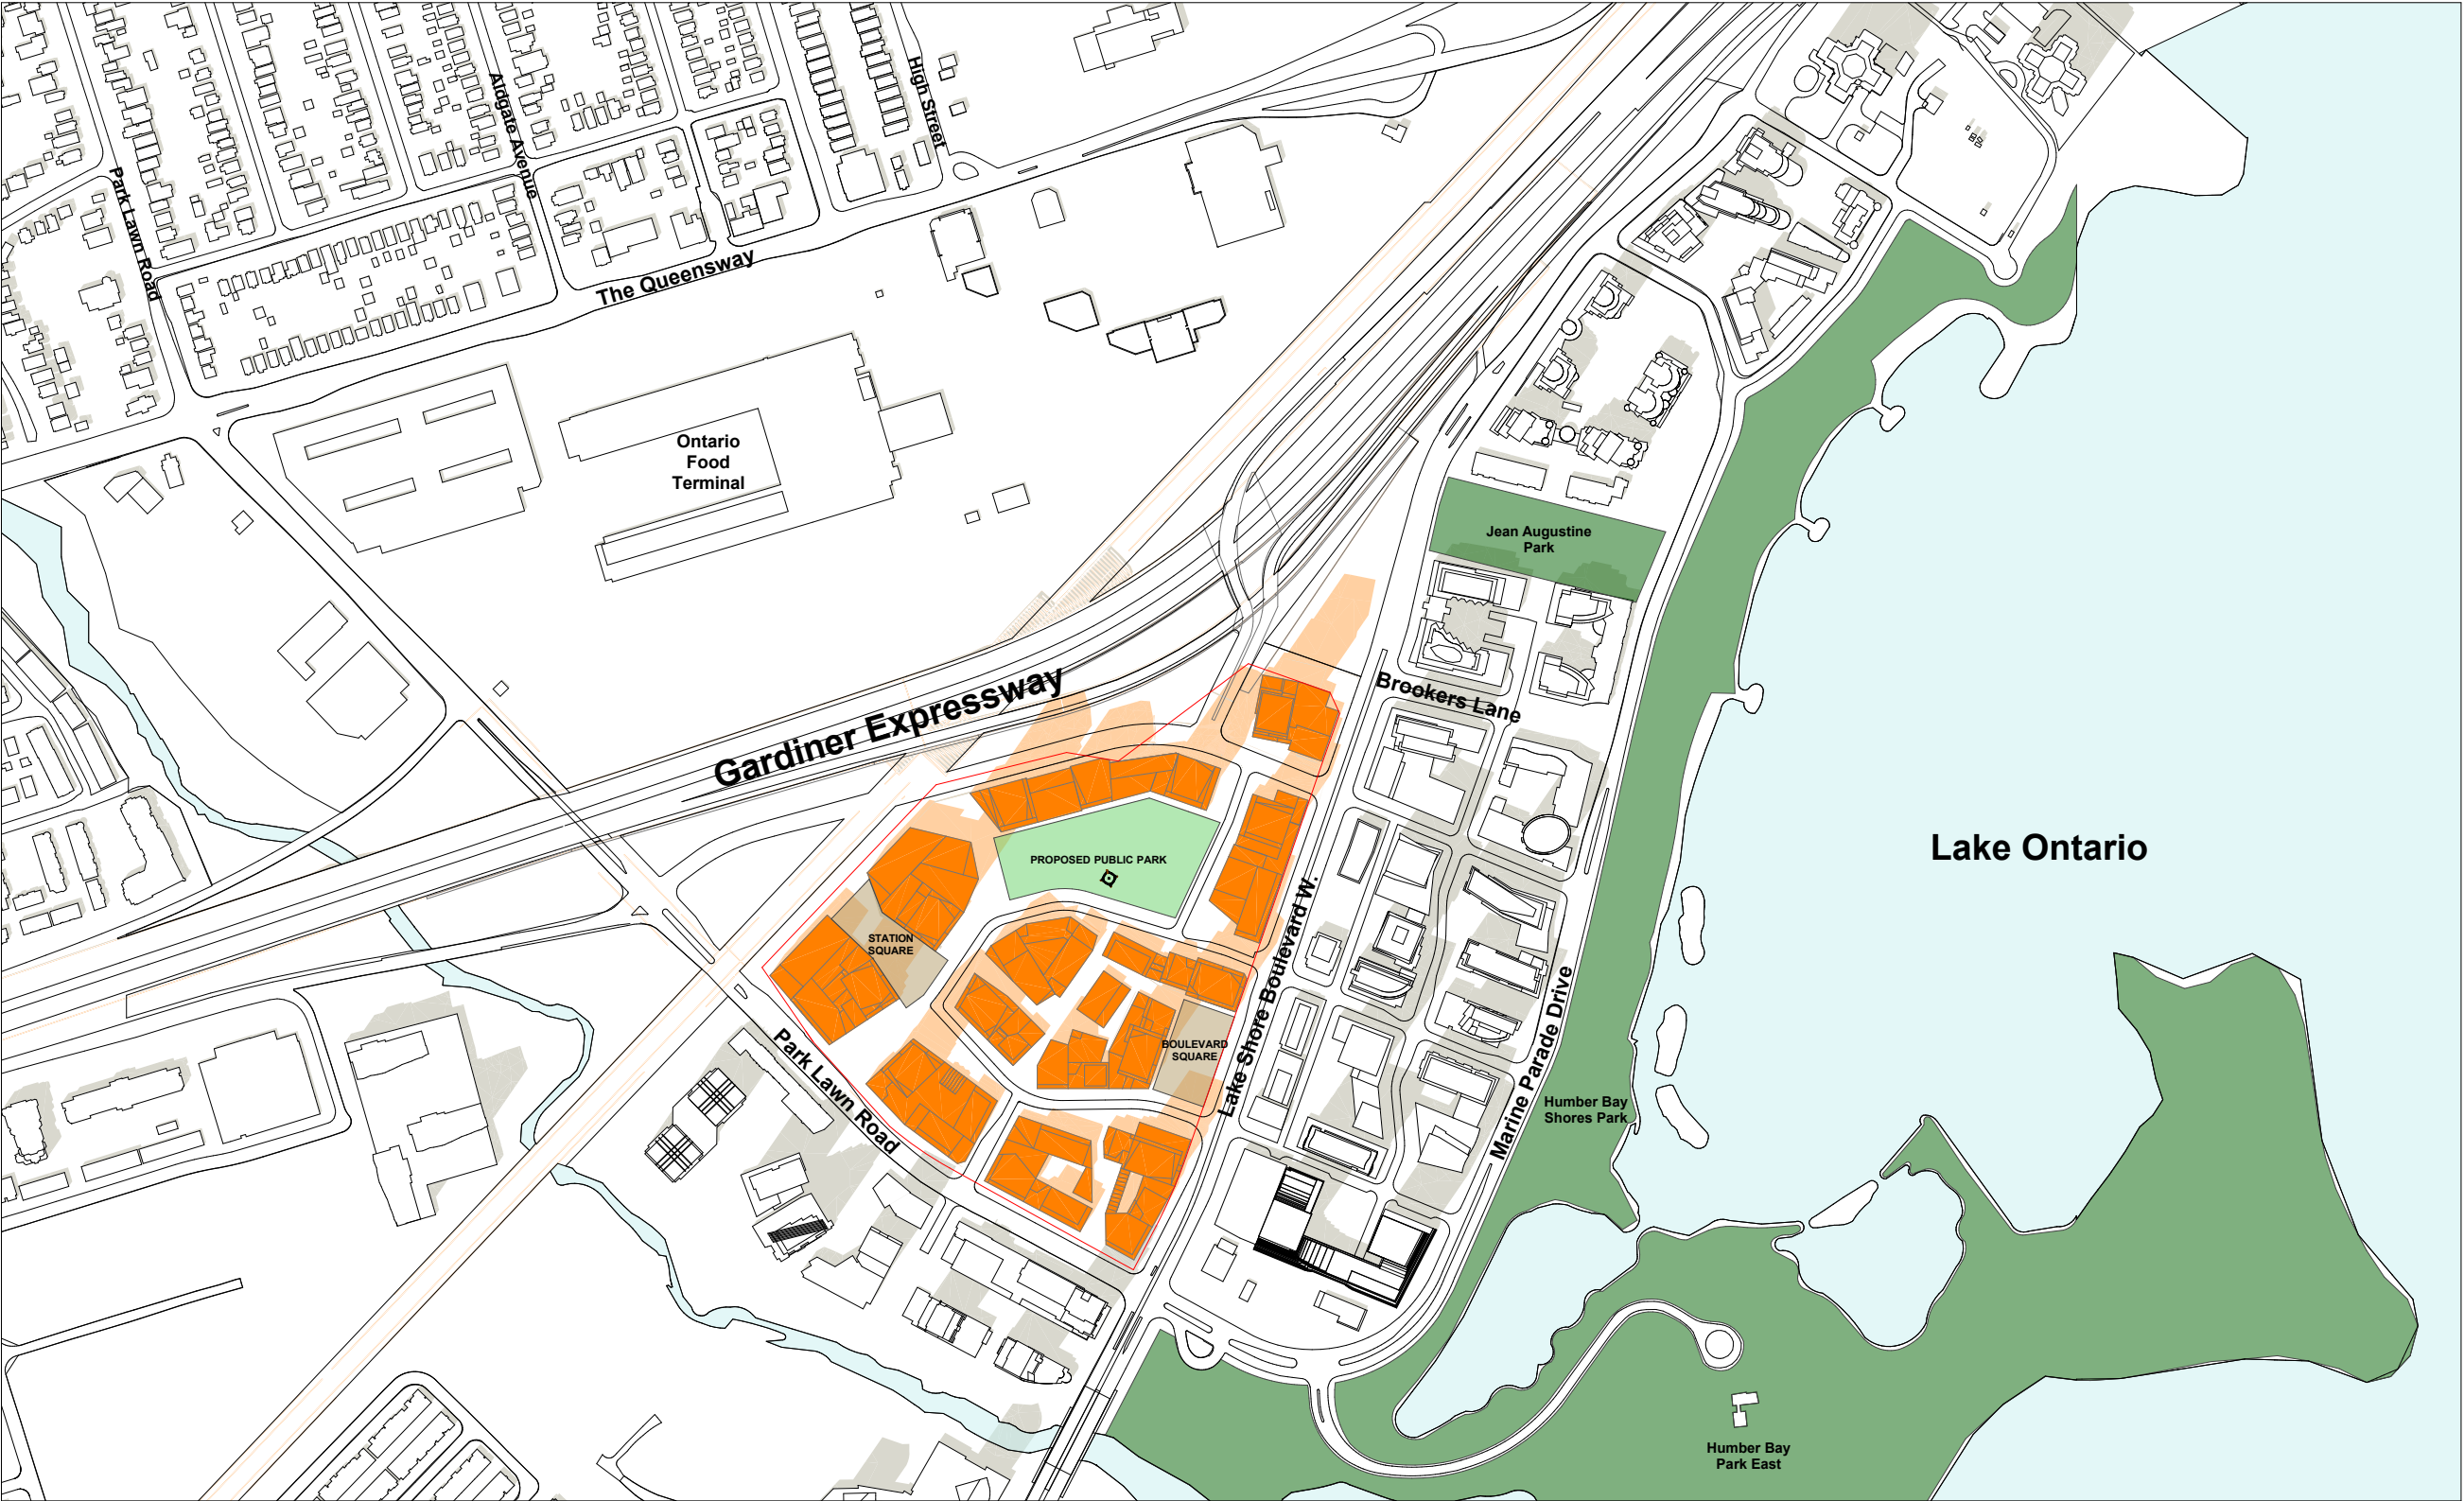 High Street
Aldgate Avenue
Park Lawn Road
The Queensway
Ontario
Food
Terminal
Jean Augustine
Park
Gardiner Expressway
Brookers Lane
PROPOSED PUBLIC PARK
Lake Ontario
STATION
SQUARE
Lake Shore Boulevard W.
BOULEVARD
SQUARE
Park Lawn Road
Marine Parade Drive
Humber Bay
Shores Park
Humber Bay
Park East